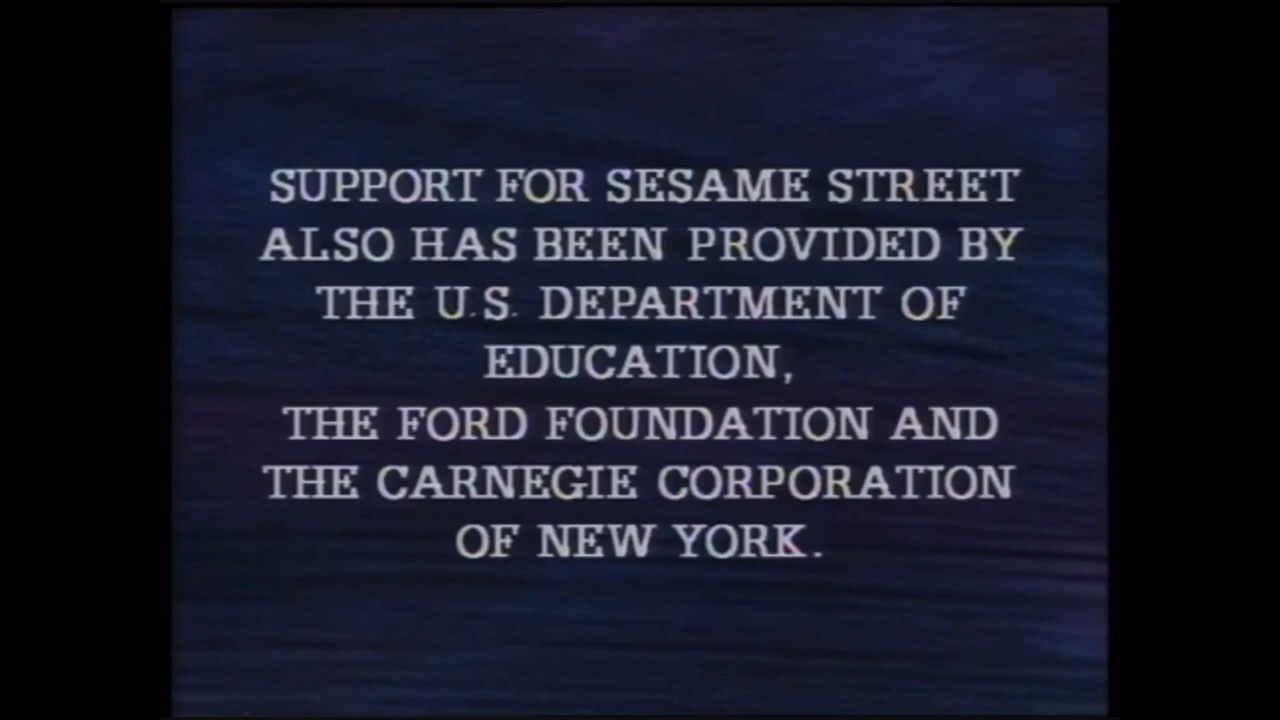 SUPPORT FOR SESAME STREET
ALSO HAS BEEN PROVIDED BY
THE U.S. DEPARTMENT OF
EDUCATION,
THE FORD FOUNDATION AND
THE CARNEGIE CORPORATION
OF NEW YORK.